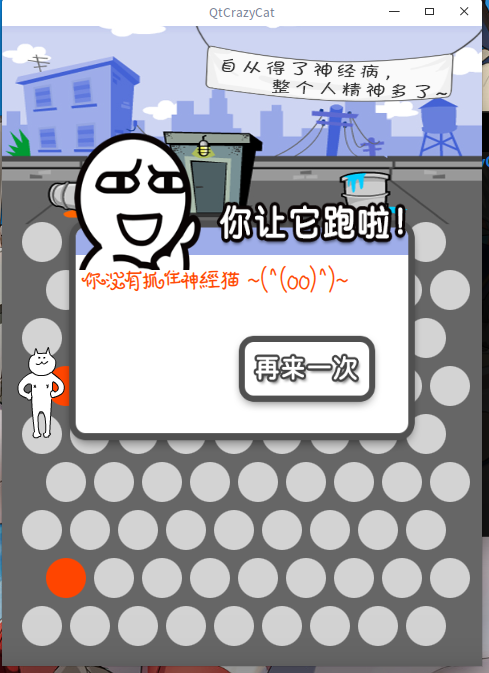 QtCrazyCat
自从得了神经病，
整个人精神多了~
你让它跑啦！
你没有抓住神經猫 ~(^(oo)^)~
再来一次